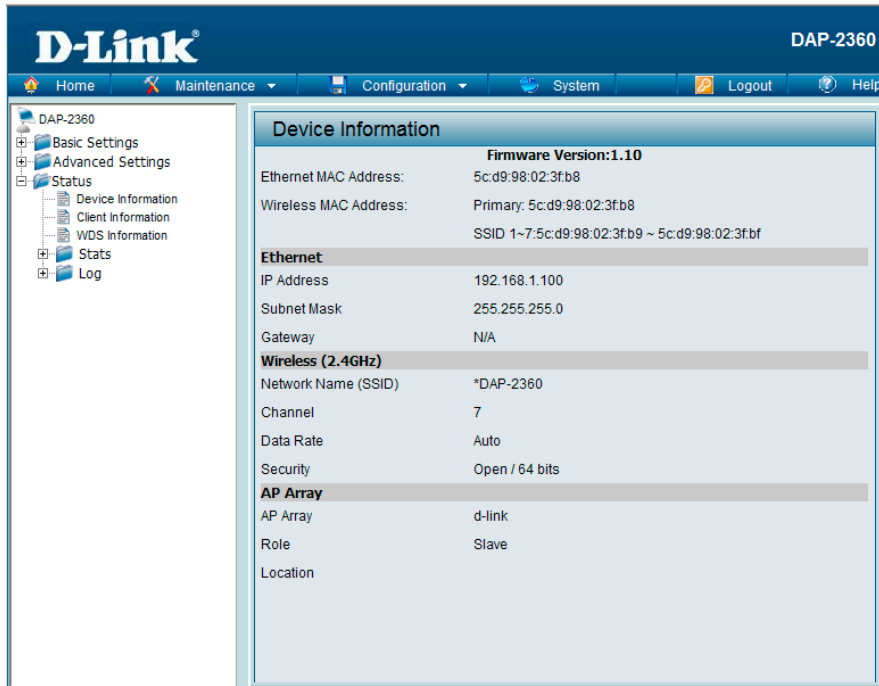 D-Link®
DAP-2360
Home Maintenance Configuration System Logout Help
DAP-2360
Basic Settings
Advanced Settings
Status
Device Information
Client Information
WDS Information
Stats
Log
Device Information
Firmware Version:1.10
Ethernet MAC Address: 5c:d9:98:02:3f:b8
Wireless MAC Address: Primary: 5c:d9:98:02:3f:b8
SSID 1~7:5c:d9:98:02:3f:b9 ~ 5c:d9:98:02:3f:bf
Ethernet
IP Address 192.168.1.100
Subnet Mask 255.255.255.0
Gateway N/A
Wireless (2.4GHz)
Network Name (SSID) *DAP-2360
Channel 7
Data Rate Auto
Security Open / 64 bits
AP Array
AP Array d-link
Role Slave
Location